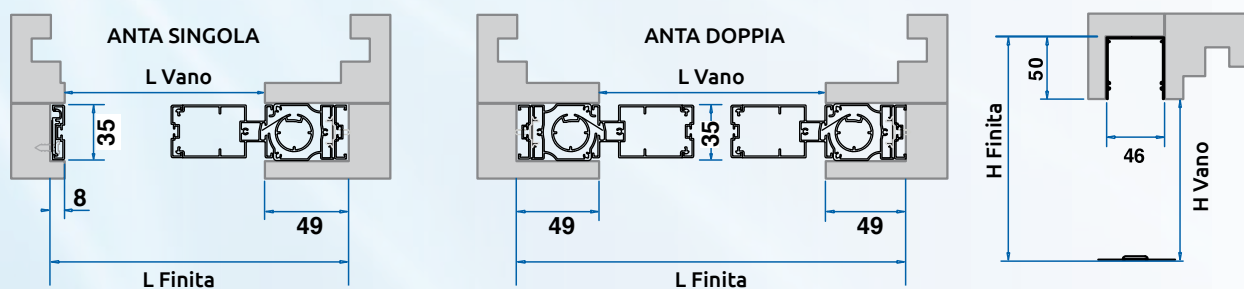 ANTA SINGOLA
L Vano
35
8
49
L Finita
ANTA DOPPIA
L Vano
35
49
49
L Finita
50
H Finita
46
H Vano